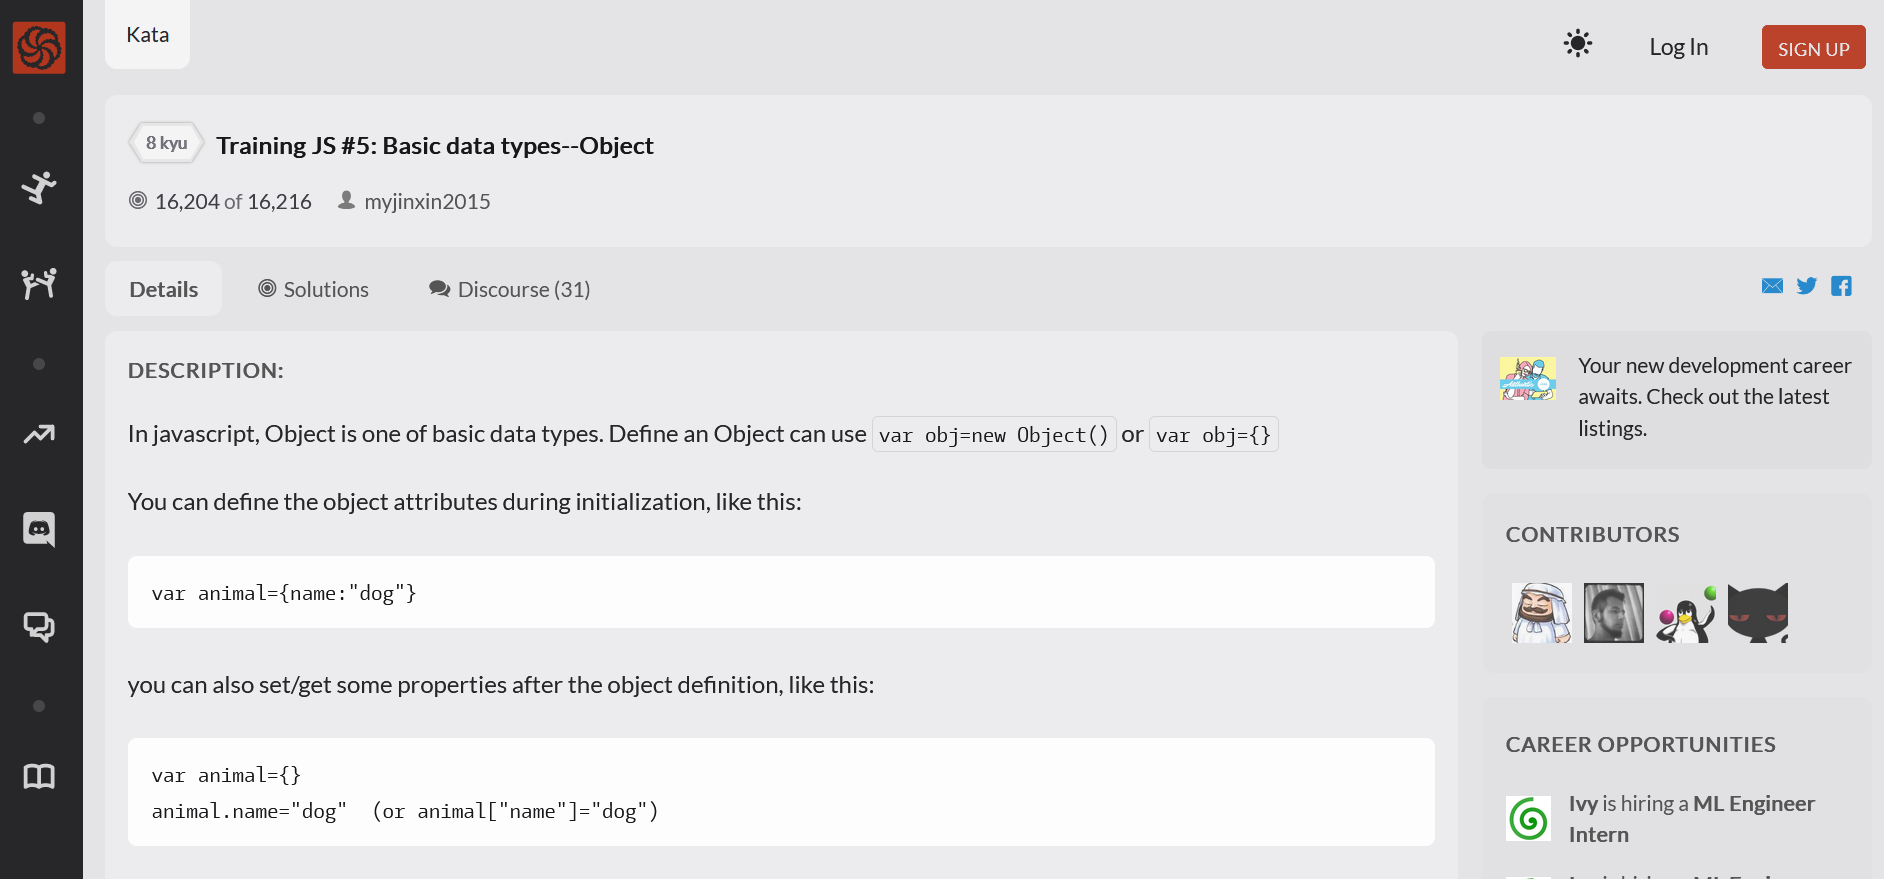 Kata
Log In
SIGN UP
8 kyu
Training JS #5: Basic data types--Object
16,204 of 16,216
myjinxin2015
Details
Solutions
Discourse (31)
DESCRIPTION:
In javascript, Object is one of basic data types. Define an Object can use var obj=new Object() or var obj={}
You can define the object attributes during initialization, like this:
var animal={name:"dog"}
you can also set/get some properties after the object definition, like this:
var animal={}
animal.name="dog"  (or animal["name"]="dog")
Your new development career
awaits. Check out the latest
listings.
CONTRIBUTORS
CAREER OPPORTUNITIES
Ivy is hiring a ML Engineer
Intern